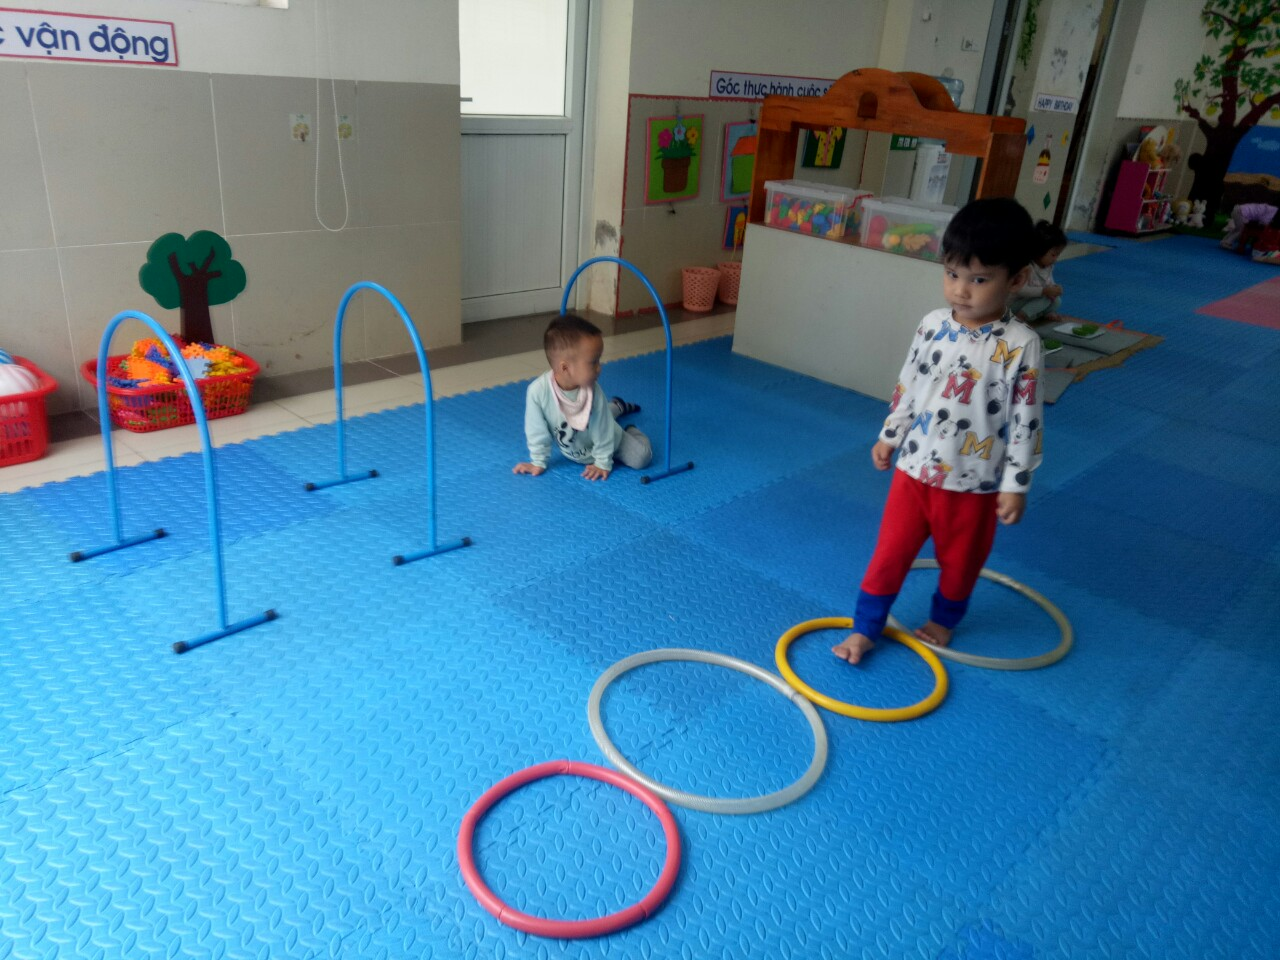 vận động
Góc thực hành cuộc
HAPPY BIRTHDAY
M
M
M
M